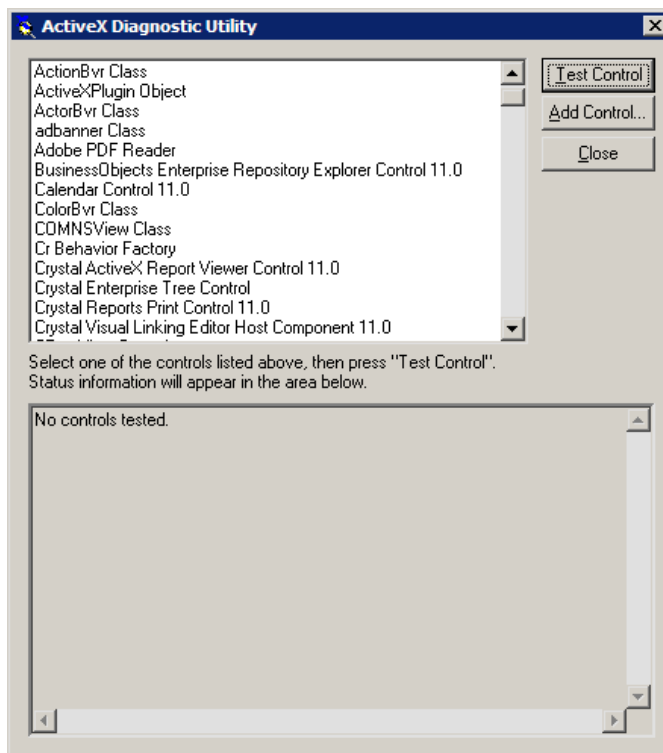 ActiveX Diagnostic Utility
ActionBvr Class
ActiveXPlugin Object
ActorBvr Class
adbanner Class
Adobe PDF Reader
BusinessObjects Enterprise Repository Explorer Control 11.0
Calendar Control 11.0
ColorBvr Class
COMNSView Class
Cr Behavior Factory
Crystal ActiveX Report Viewer Control 11.0
Crystal Enterprise Tree Control
Crystal Reports Print Control 11.0
Crystal Visual Linking Editor Host Component 11.0
Test Control
Add Control...
Close
Select one of the controls listed above, then press "Test Control".
Status information will appear in the area below.
No controls tested.